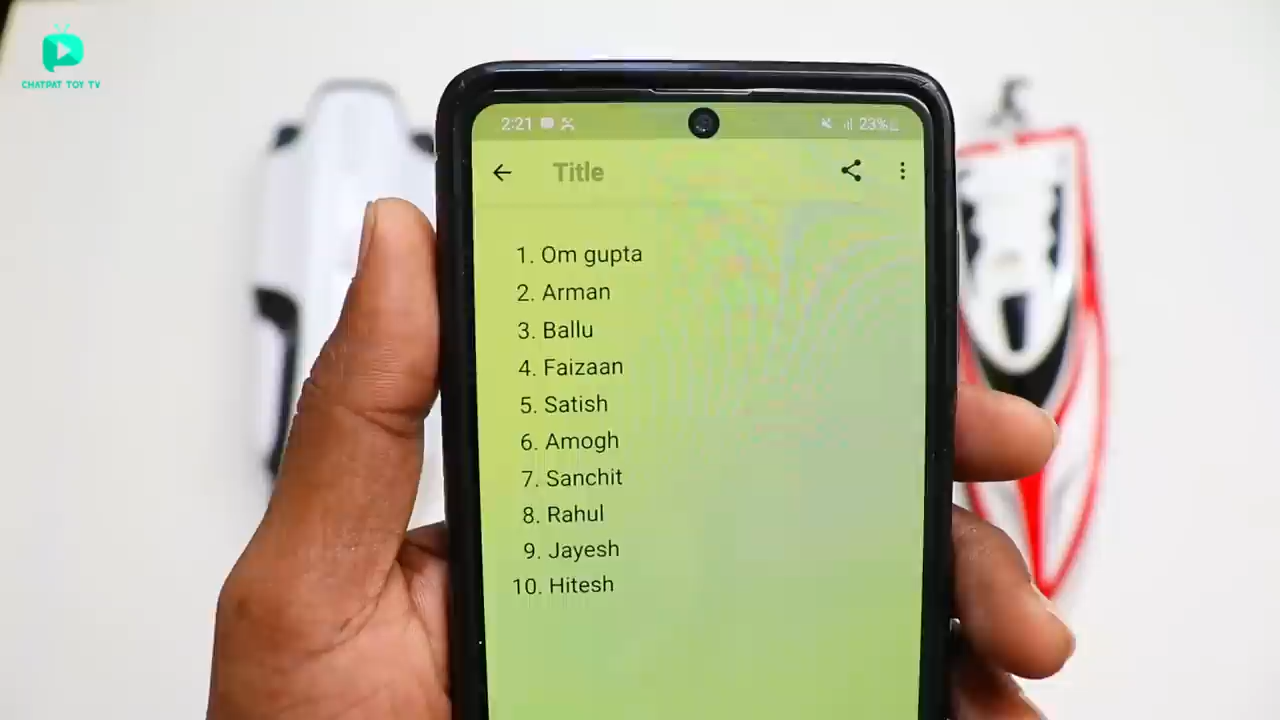 CHATPAT TOY TV
2:21 23%
Title
1. Om gupta
2. Arman
3. Ballu
4. Faizaan
5. Satish
6. Amogh
7. Sanchit
8. Rahul
9. Jayesh
10. Hitesh